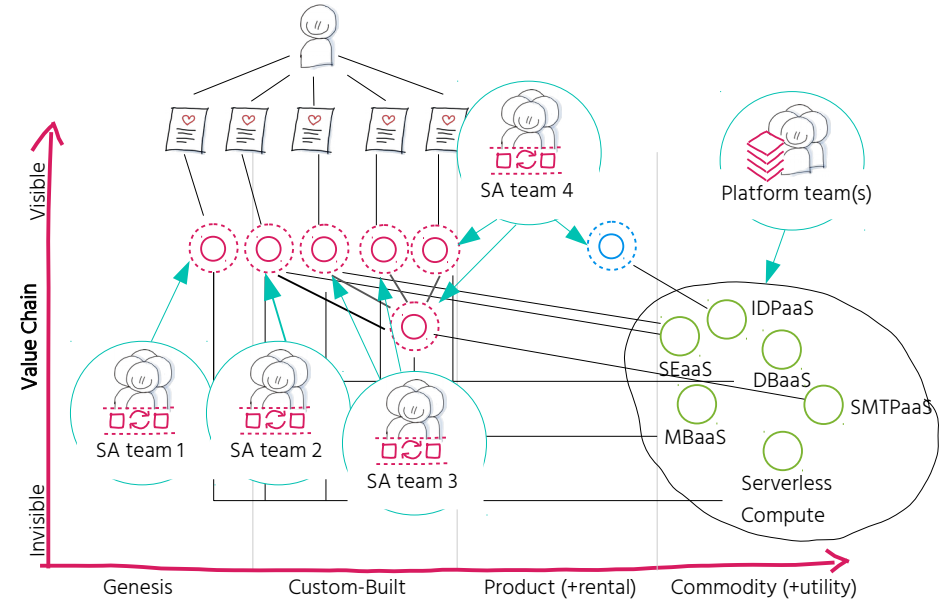 SA team 4
Platform team(s)
Visible
Value Chain
Invisible
IDPaaS
SEaaS
DBaaS
SMTPaaS
MBaaS
Serverless
Compute
SA team 1
SA team 2
SA team 3
Genesis
Custom-Built
Product (+rental)
Commodity (+utility)